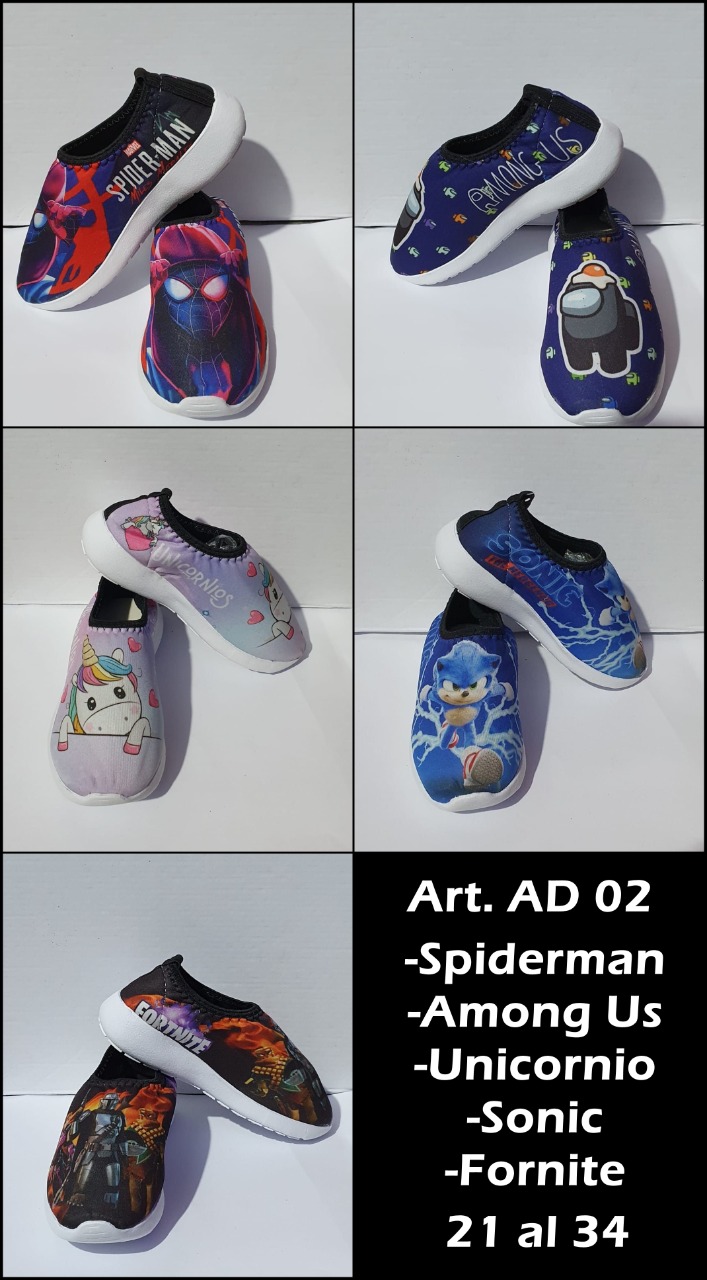 MARVEL
SPIDER-MAN
AMONG US
UNICORNIOS
SONIC
FORTNITE
Art. AD 02
-Spiderman
-Among Us
-Unicornio
-Sonic
-Fornite
21 al 34